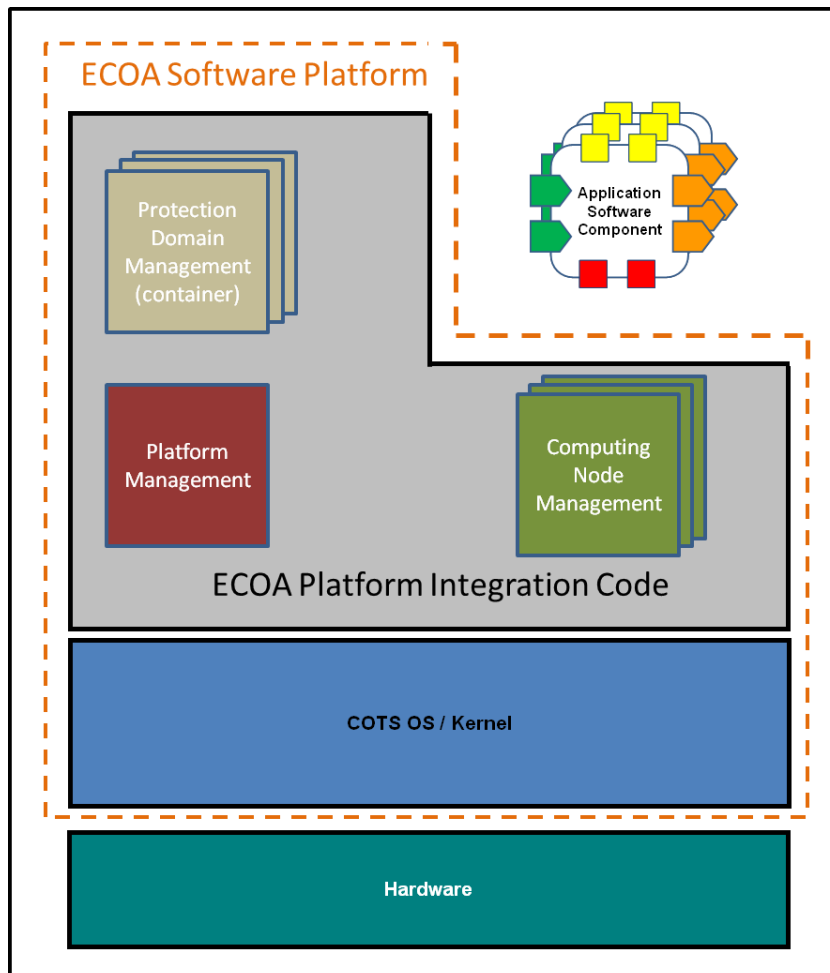 ECOA Software Platform
Protection
Domain
Management
(container)
Application
Software
Component
Platform
Management
Computing
Node
Management
ECOA Platform Integration Code
COTS OS / Kernel
Hardware